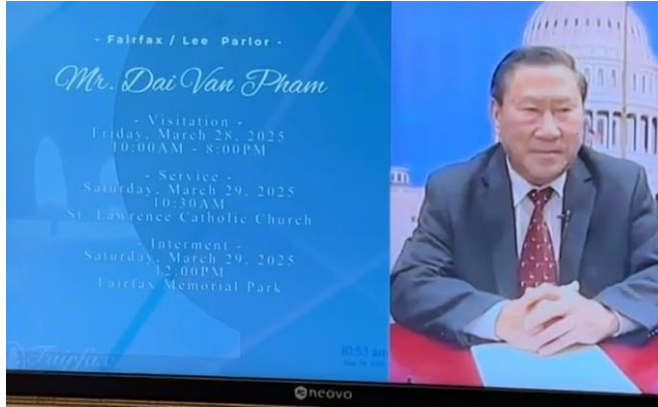 - Fairfax / Lee Parlor -
Mr. Dai Van Pham
- Visitation -
Friday, March 28, 2025
10:00AM - 8:00PM
- Service -
Saturday, March 29, 2025
10:30AM
St. Lawrence Catholic Church
- Interment -
Saturday, March 29, 2025
12:00PM
Fairfax Memorial Park
Fairfax
10:53 am
neovo